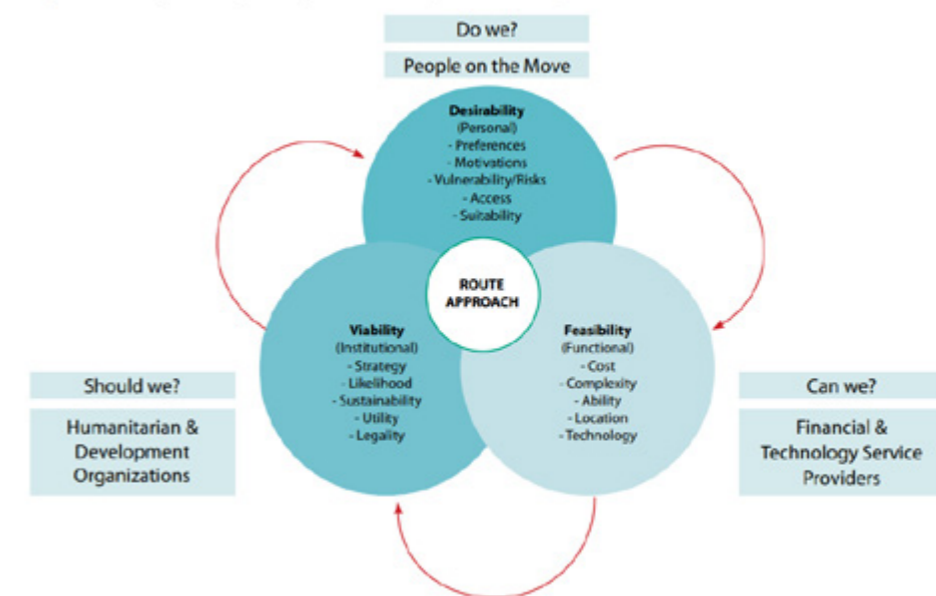 Do we?
People on the Move
Desirability
(Personal)
- Preferences
- Motivations
- Vulnerability/Risks
- Access
- Suitability
ROUTE
APPROACH
Viability
(Institutional)
- Strategy
- Likelihood
- Sustainability
- Utility
- Legality
Feasibility
(Functional)
- Cost
- Complexity
- Ability
- Location
- Technology
Should we?
Humanitarian &
Development
Organizations
Can we?
Financial &
Technology Service
Providers